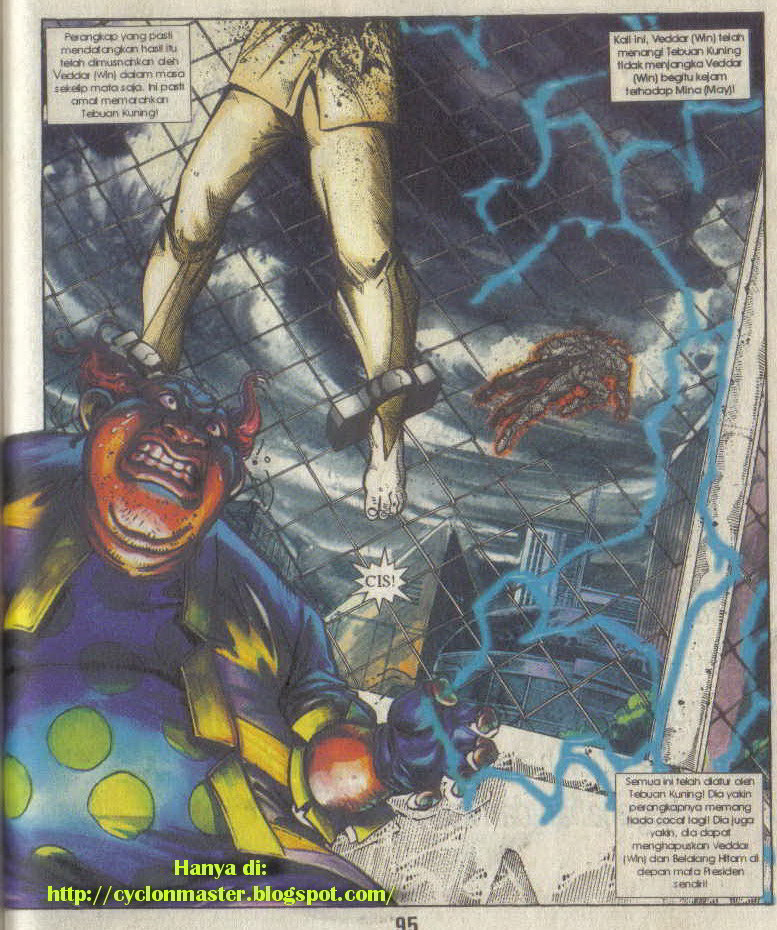 Perangkap yang pasti
mendatangkan hasil itu
telah dimusnahkan oleh
Veddar (Win) dalam masa
sekelip mata saja. Ini pasti
amat memarahkan
Tebuan Kuning!
Kali ini, Veddar (Win) telah
menang! Tebuan Kuning
tidak menjangka Veddar
(Win) begitu kejam
terhadap Mina (May)!
CIS!
Semua ini telah diatur oleh
Tebuan Kuning! Dia yakin
perangkapnya memang
tiada cacat lagi! Dia juga
yakin, dia dapat
menghapuskan Veddar
(Win) dan Belalang Hitam di
depan mata Presiden
sendiri!
Hanya di:
http://cyclonmaster.blogspot.com/
95